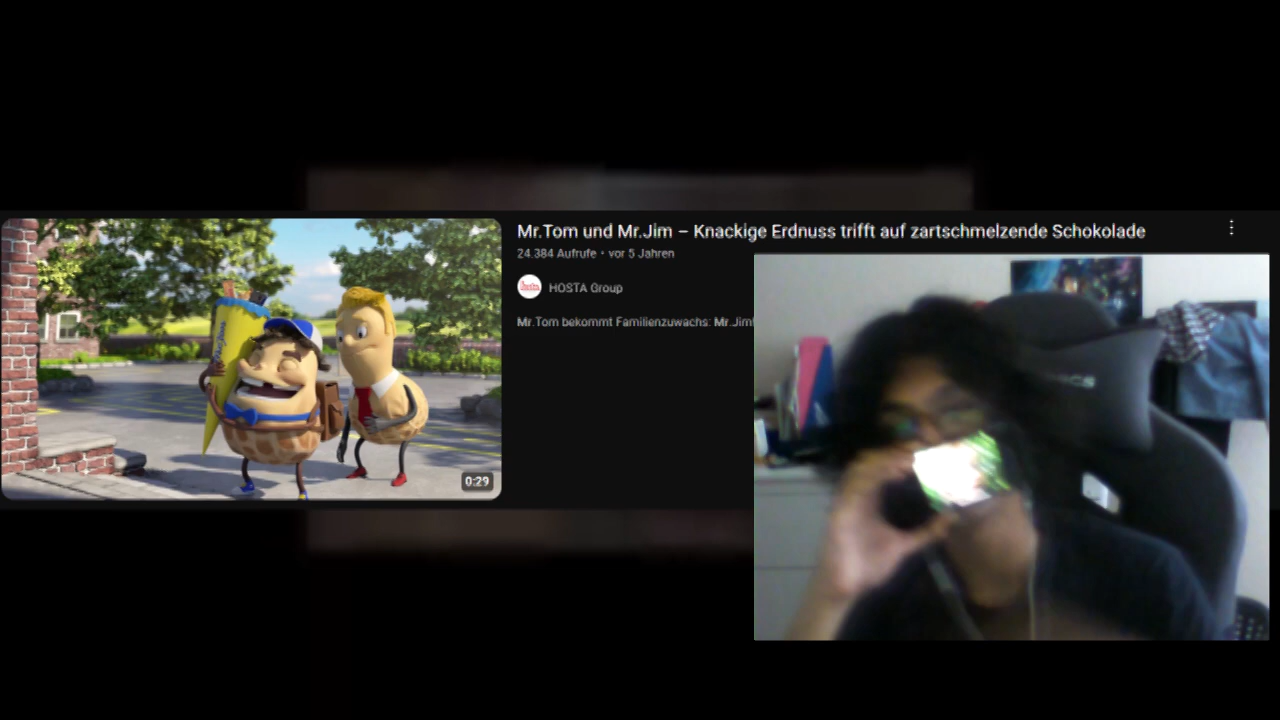 Mr.Tom und Mr.Jim – Knackige Erdnuss trifft auf zartschmelzende Schokolade
24.384 Aufrufe • vor 5 Jahren
HOSTA Group
Mr.Tom bekommt Familienzuwachs: Mr.Jim!
0:29